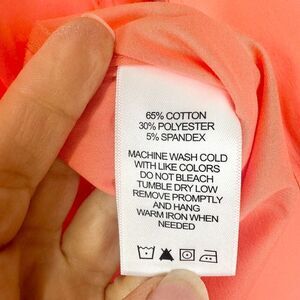 65% COTTON
30% POLYESTER
5% SPANDEX
MACHINE WASH COLD
WITH LIKE COLORS
DO NOT BLEACH
TUMBLE DRY LOW
REMOVE PROMPTLY
AND HANG
WARM IRON WHEN
NEEDED